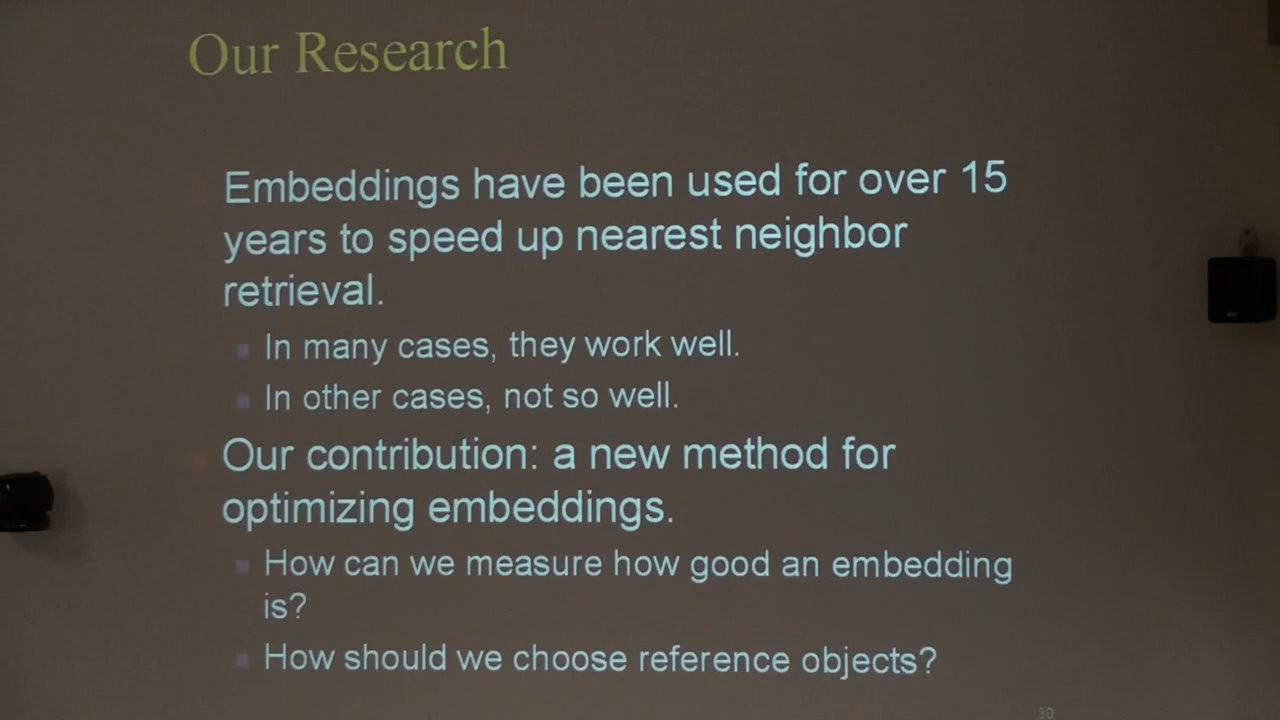 Our Research
Embeddings have been used for over 15
years to speed up nearest neighbor
retrieval.
In many cases, they work well.
In other cases, not so well.
Our contribution: a new method for
optimizing embeddings.
How can we measure how good an embedding
is?
How should we choose reference objects?
30